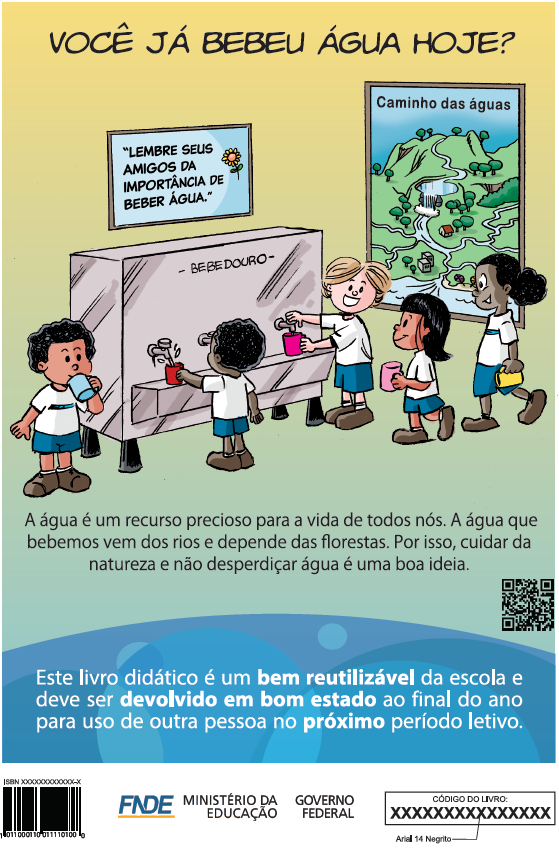 VOCÊ JÁ BEBEU ÁGUA HOJE?
Caminho das águas
"LEMBRE SEUS
AMIGOS DA
IMPORTÂNCIA DE
BEBER ÁGUA."
- BEBEDOURO -
A água é um recurso precioso para a vida de todos nós. A água que
bebemos vem dos rios e depende das florestas. Por isso, cuidar da
natureza e não desperdiçar água é uma boa ideia.
Este livro didático é um bem reutilizável da escola e
deve ser devolvido em bom estado ao final do ano
para uso de outra pessoa no próximo período letivo.
ISBN XXXXXXXXXXXX-X
FNDE
MINISTÉRIO DA
EDUCAÇÃO
GOVERNO
FEDERAL
CÓDIGO DO LIVRO:
XXXXXXXXXXXXXXX
Arial 14 Negrito